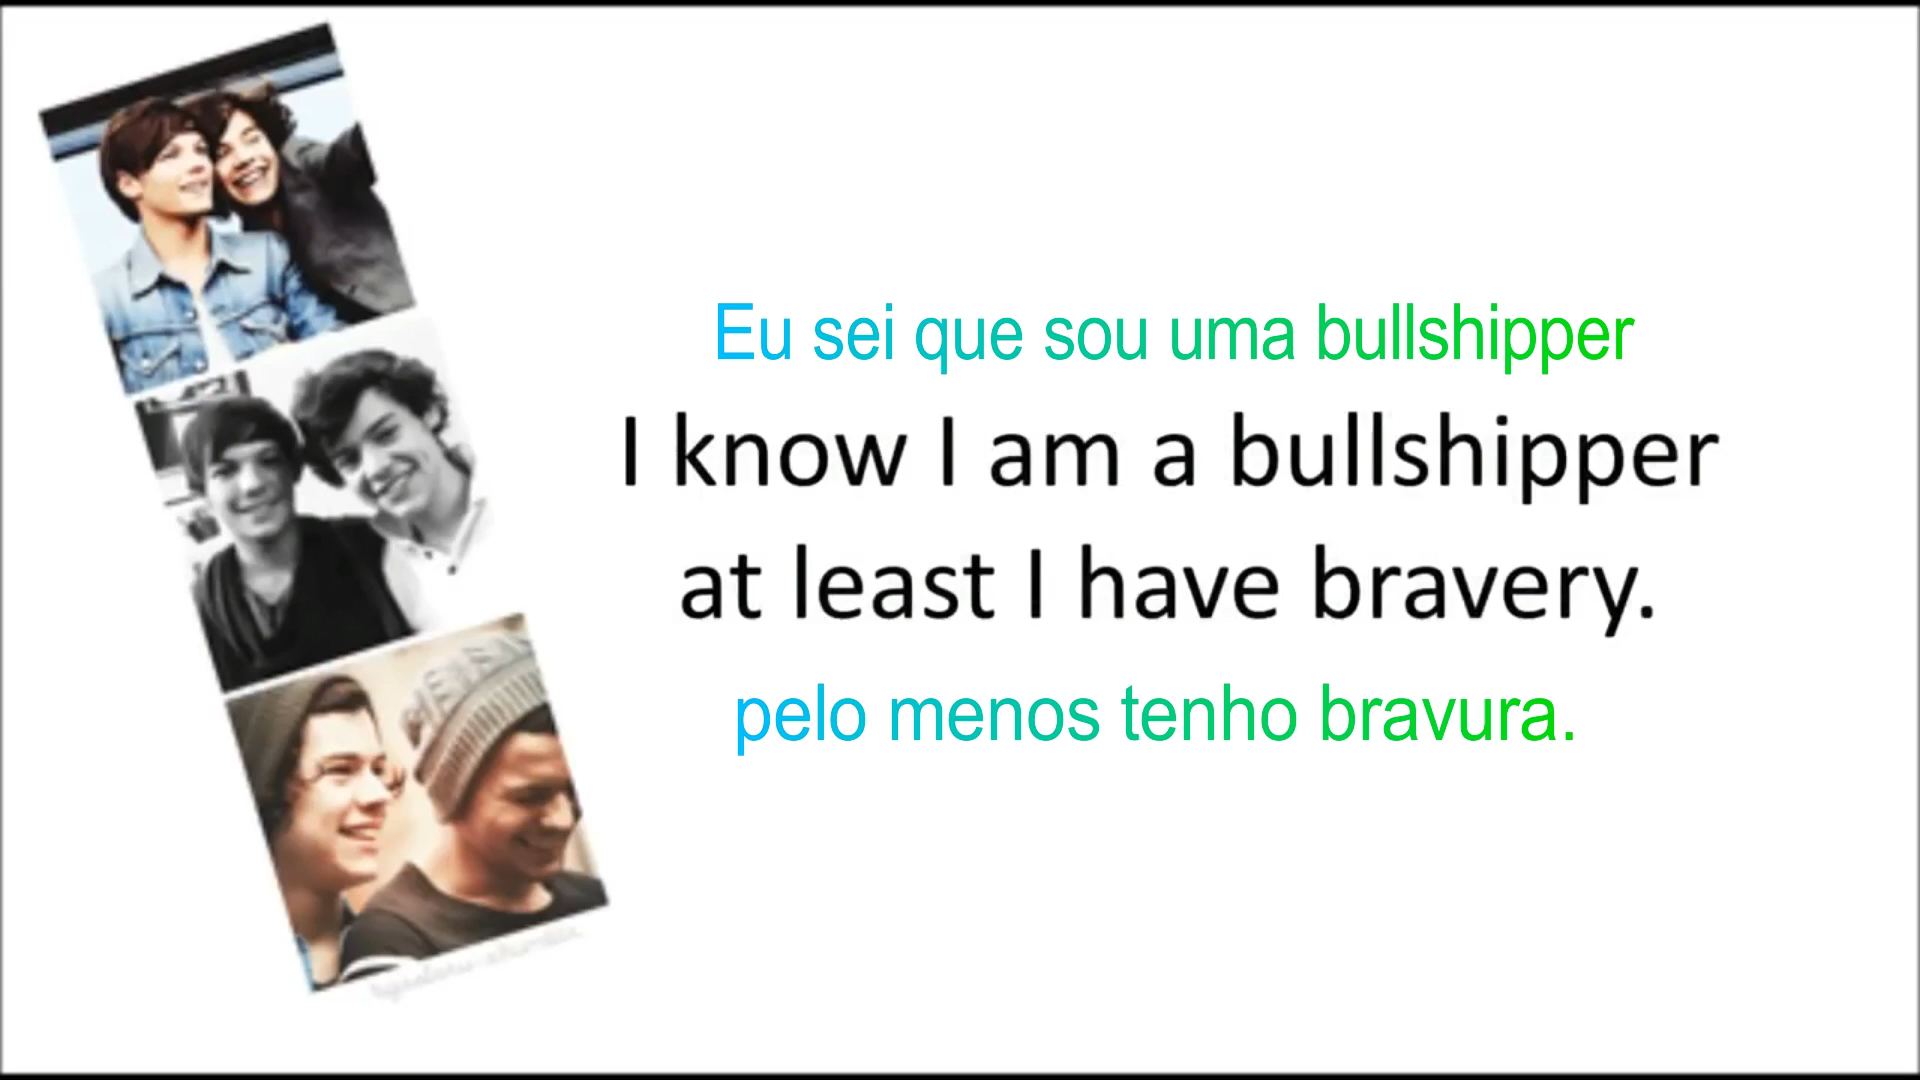 Eu sei que sou uma bullshipper
I know I am a bullshipper
at least I have bravery.
pelo menos tenho bravura.